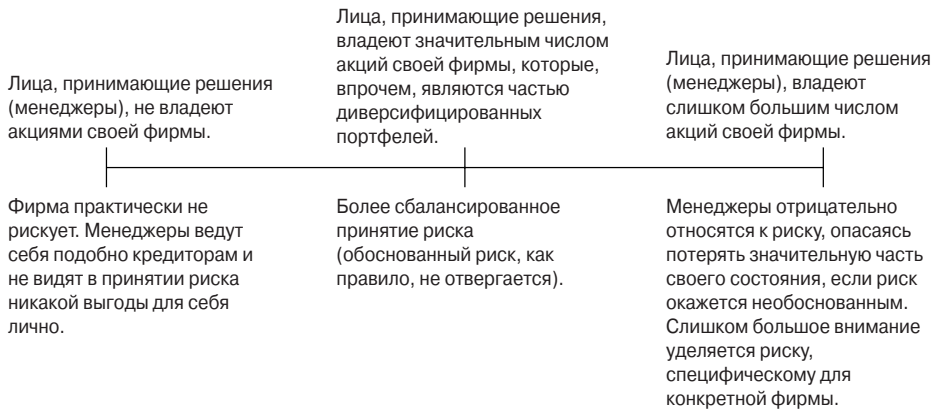 Лица, принимающие решения
(менеджеры), не владеют
акциями своей фирмы.
Лица, принимающие решения,
владеют значительным числом
акций своей фирмы, которые,
впрочем, являются частью
диверсифицированных
портфелей.
Лица, принимающие решения
(менеджеры), владеют
слишком большим числом
акций своей фирмы.
Фирма практически не
рискует. Менеджеры ведут
себя подобно кредиторам и
не видят в принятии риска
никакой выгоды для себя
лично.
Более сбалансированное
принятие риска
(обоснованный риск, как
правило, не отвергается).
Менеджеры отрицательно
относятся к риску, опасаясь
потерять значительную часть
своего состояния, если риск
окажется необоснованным.
Слишком большое внимание
уделяется риску,
специфическому для
конкретной фирмы.